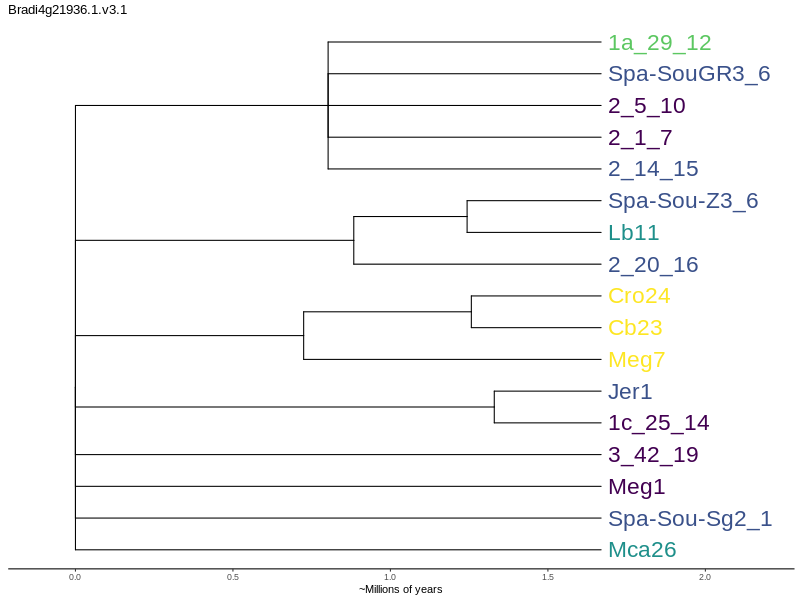 Bradi4g21936.1.v3.1
1a_29_12
Spa-SouGR3_6
2_5_10
2_1_7
2_14_15
Spa-Sou-Z3_6
Lb11
2_20_16
Cro24
Cb23
Meg7
Jer1
1c_25_14
3_42_19
Meg1
Spa-Sou-Sg2_1
Mca26
0.0 0.5 1.0 1.5 2.0
~Millions of years